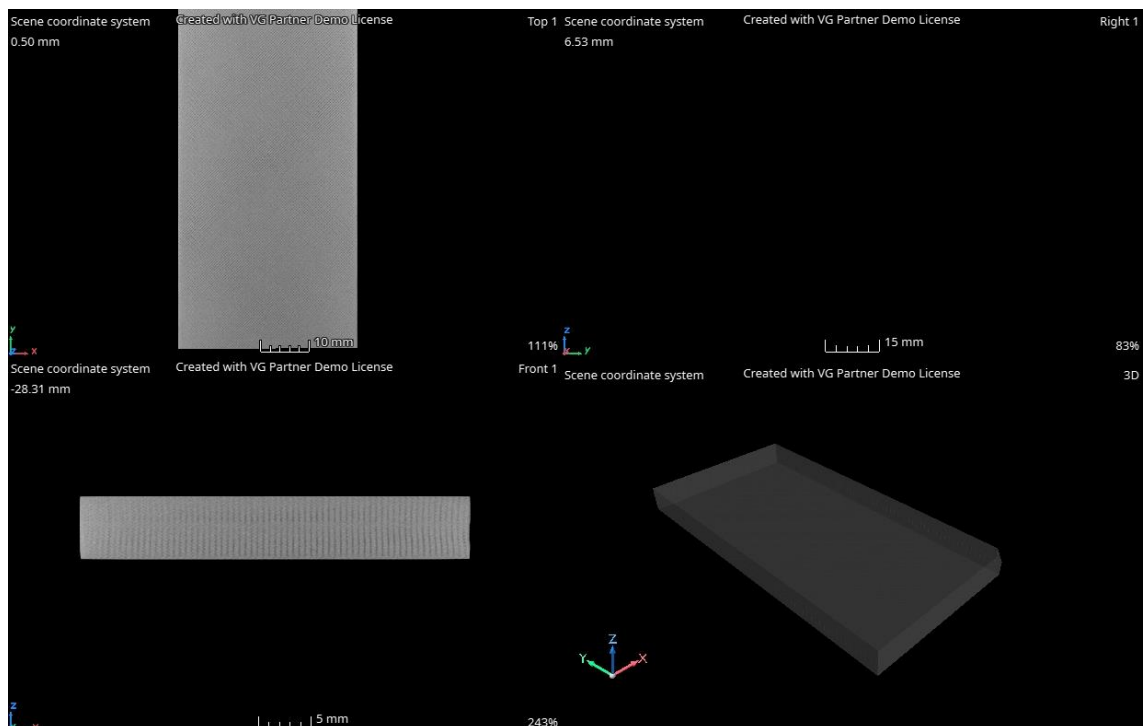 Scene coordinate system
Created with VG Partner Demo License
Top 1
0.50 mm
y
z
x
10 mm
111%
Scene coordinate system
Created with VG Partner Demo License
Right 1
6.53 mm
z
x
y
15 mm
83%
Scene coordinate system
Created with VG Partner Demo License
Front 1
-28.31 mm
z
5 mm
243%
Scene coordinate system
Created with VG Partner Demo License
3D
Z
Y
X